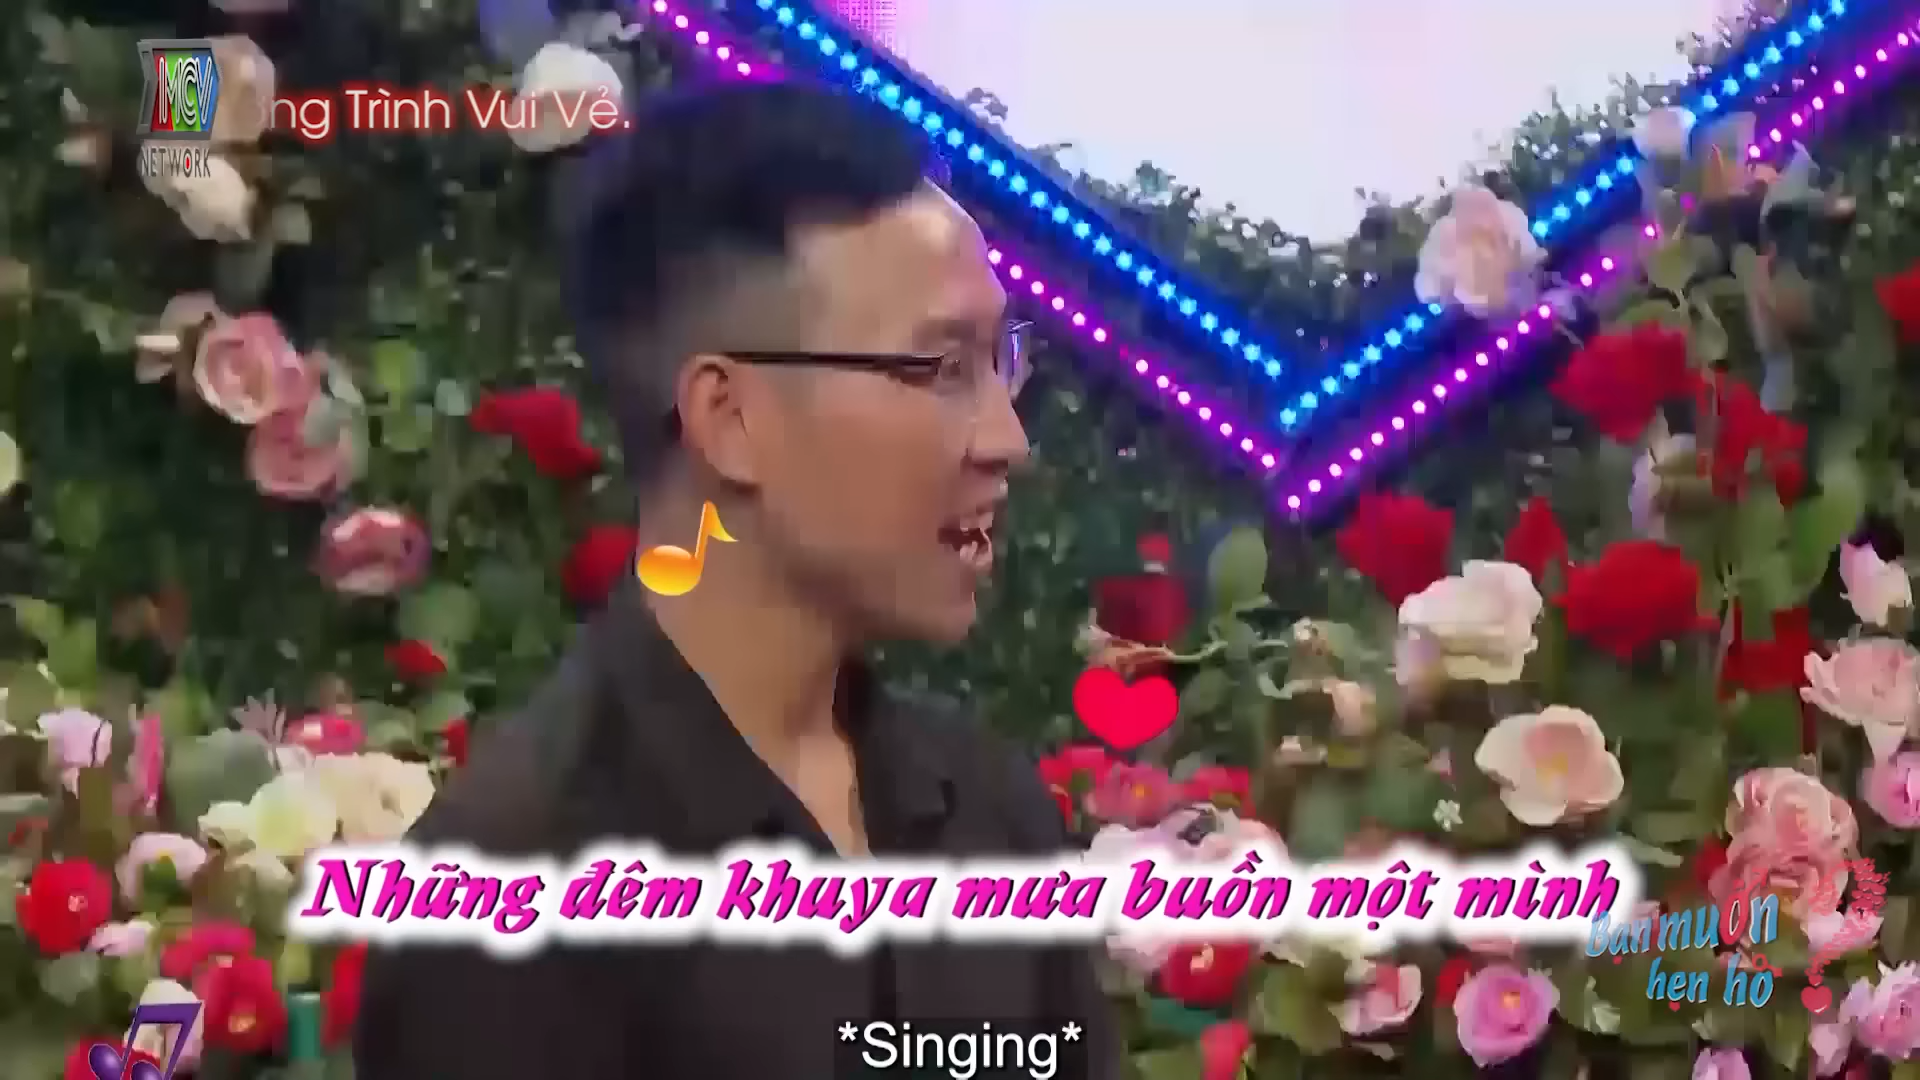 MCV
NETWORK
ng Trình Vui Vẻ.
Những đêm khuya mưa buồn một mình
Bạn muốn
hẹn hò
*Singing*